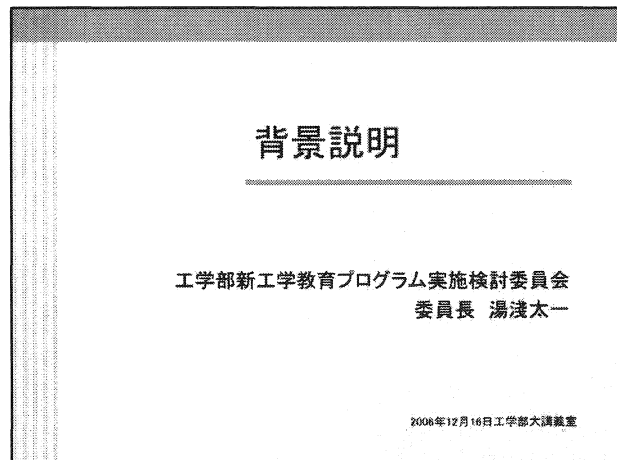 背景説明
工学部新工学教育プログラム実施検討委員会
委員長 湯淺太一
2006年12月16日工学部大講義室